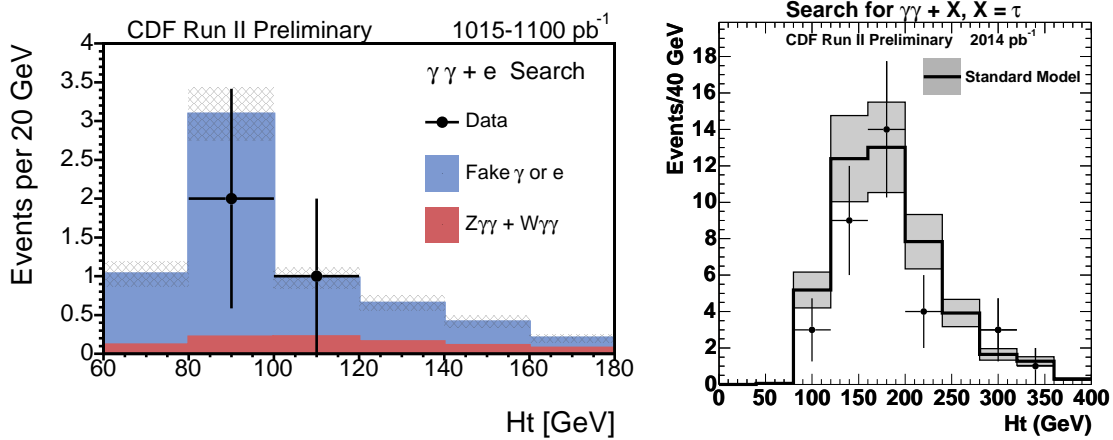 CDF Run II Preliminary 1015-1100 pb-1
γ γ + e Search
Data
Fake γ or e
Zγγ + Wγγ
Events per 20 GeV
4
3.5
3
2.5
2
1.5
1
0.5
0
60 80 100 120 140 160 180
Ht [GeV]
Search for γγ + X, X = τ
CDF Run II Preliminary 2014 pb-1
Standard Model
Events/40 GeV
18
16
14
12
10
8
6
4
2
0
0 50 100 150 200 250 300 350 400
Ht (GeV)